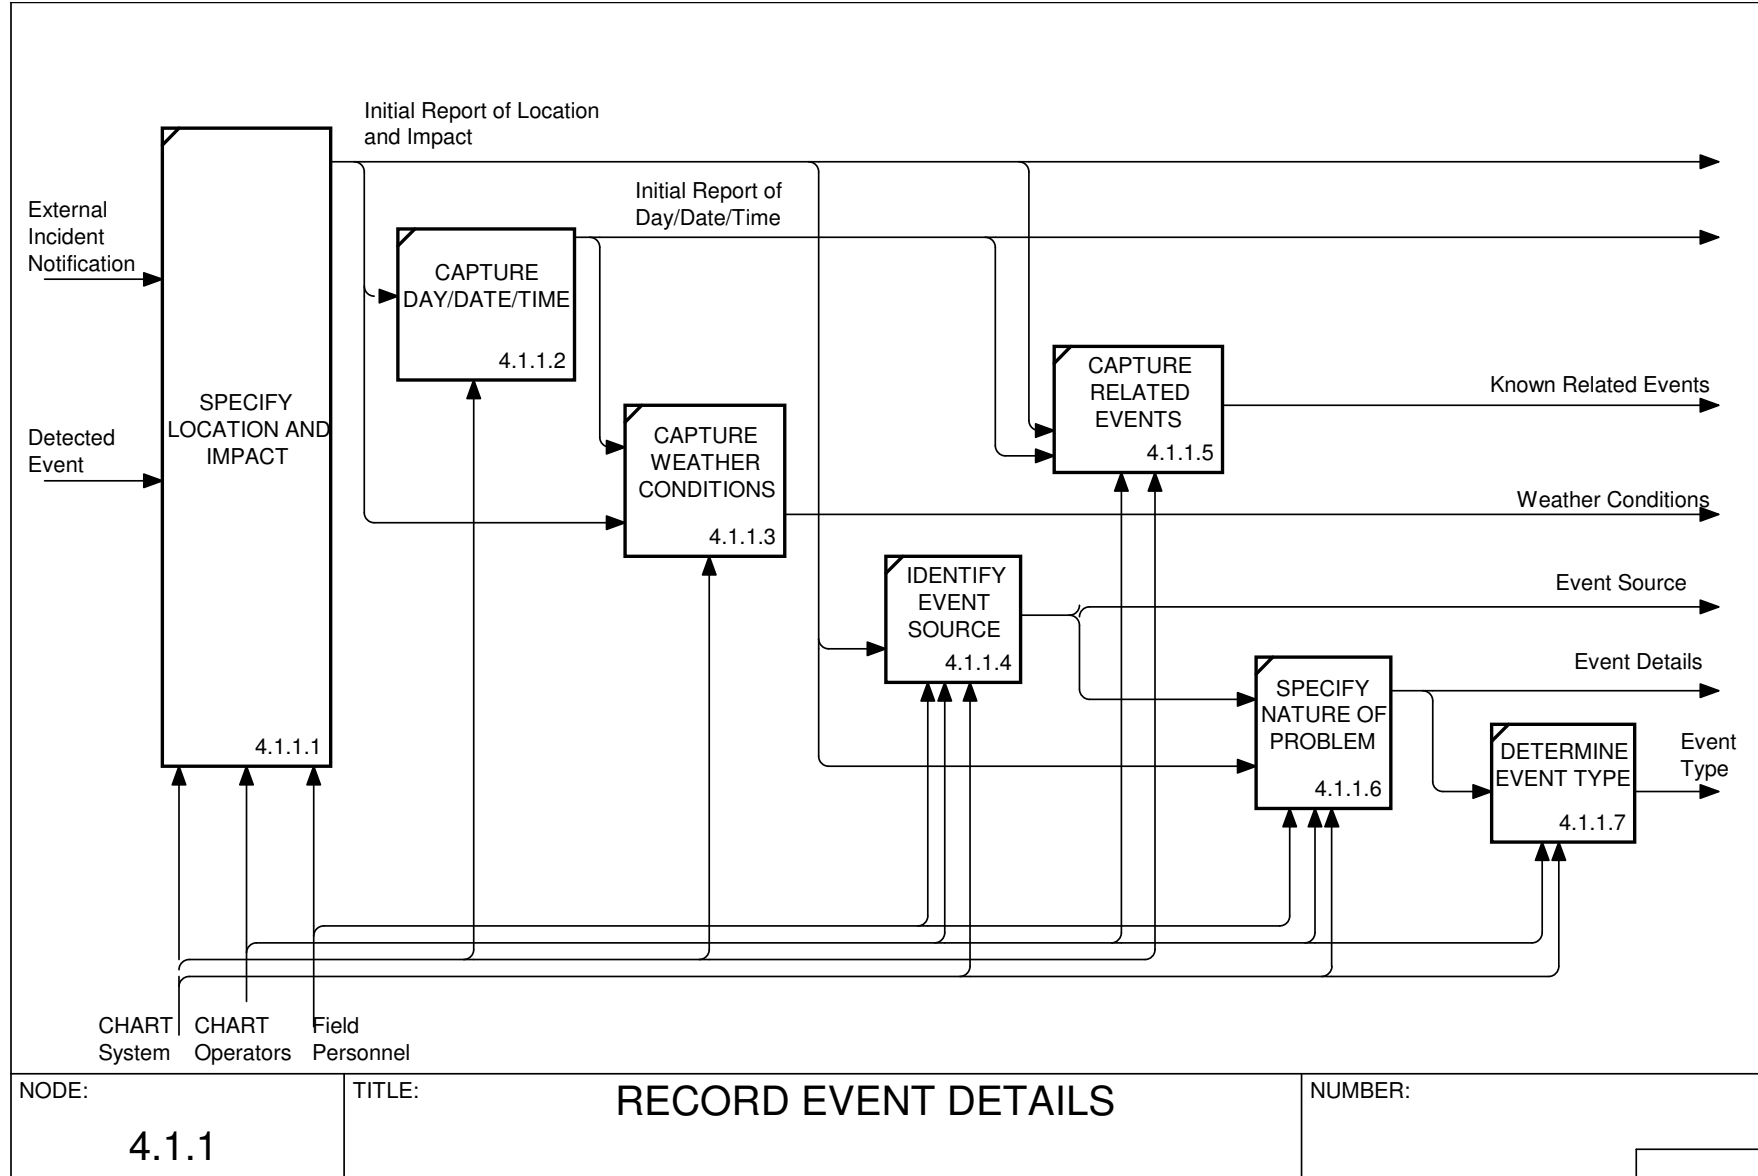 Initial Report of Location
and Impact
Initial Report of
Day/Date/Time
External
Incident
Notification
CAPTURE
DAY/DATE/TIME
4.1.1.2
CAPTURE
RELATED
EVENTS
4.1.1.5
Known Related Events
SPECIFY
LOCATION AND
IMPACT
4.1.1.1
Detected
Event
CAPTURE
WEATHER
CONDITIONS
4.1.1.3
Weather Conditions
IDENTIFY
EVENT
SOURCE
4.1.1.4
Event Source
Event Details
SPECIFY
NATURE OF
PROBLEM
4.1.1.6
DETERMINE
EVENT TYPE
4.1.1.7
Event
Type
CHART
System
CHART
Operators
Field
Personnel
NODE:
4.1.1
TITLE:
RECORD EVENT DETAILS
NUMBER: